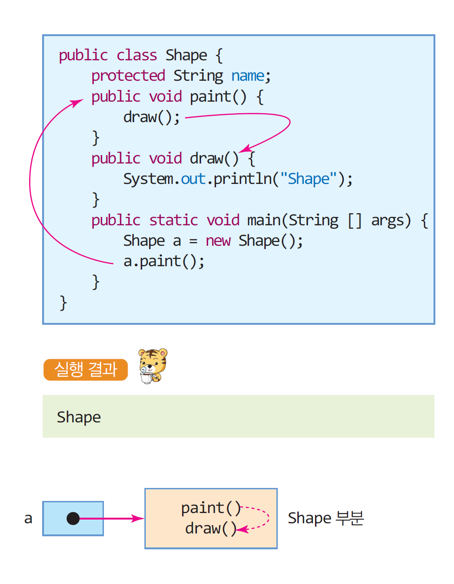 public class Shape {
protected String name;
public void paint() {
draw();
}
public void draw() {
System.out.println("Shape");
}
public static void main(String [] args) {
Shape a = new Shape();
a.paint();
}
}
실행 결과
Shape
a
paint()
draw()
Shape 부분